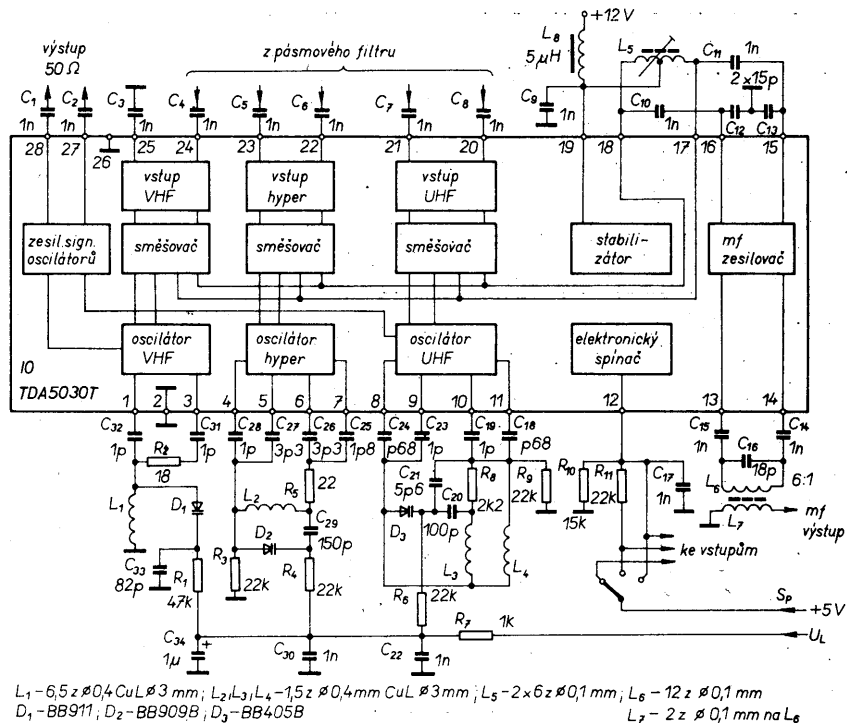 +12 V
výstup
50 Ω
z pásmového filtru
L8
5 μH
L5
C11
1n
2×15p
C1
C2
C3
C4
C5
C6
C7
C8
C9
1n
C10
1n
C12
C13
1n
1n
1n
1n
1n
1n
1n
1n
28
27
26
25
24
23
22
21
20
19
18
17
16
15
vstup
VHF
vstup
hyper
vstup
UHF
zesil. sign.
oscilátorů
směšovač
směšovač
směšovač
stabili-
zátor
mf
zesilovač
oscilátor
VHF
oscilátor
hyper
oscilátor
UHF
elektronický
spínač
IO
TDA5030T
1
2
3
4
5
6
7
8
9
10
11
12
13
14
C32
1p
C31
1p
C28
1p
C27
3p3
C26
3p3
C25
1p8
C24
p68
C23
1p
C19
1p
C18
p68
C15
1n
C14
1n
R2
18
C21
5p6
R8
2k2
R9
22k
R10
15k
R11
22k
C17
1n
C16
18p
L6
6:1
L7
mf
výstup
L1
D1
L2
R5
22
C29
150p
D2
D3
C20
100p
L3
L4
ke vstupům
C33
82p
R1
47k
R3
22k
R4
22k
R6
22k
R7
1k
SP
+5V
UL
C34
+
1μ
C30
1n
C22
1n
L1 – 6,5 z ø 0,4 CuL ø 3 mm; L2, L3, L4 – 1,5 z ø 0,4 mm CuL ø 3 mm; L5 – 2×6 z ø 0,1 mm; L6 – 12 z ø 0,1 mm
D1 – BB911; D2 – BB909B; D3 – BB405B
L7 – 2 z ø 0,1 mm na L6